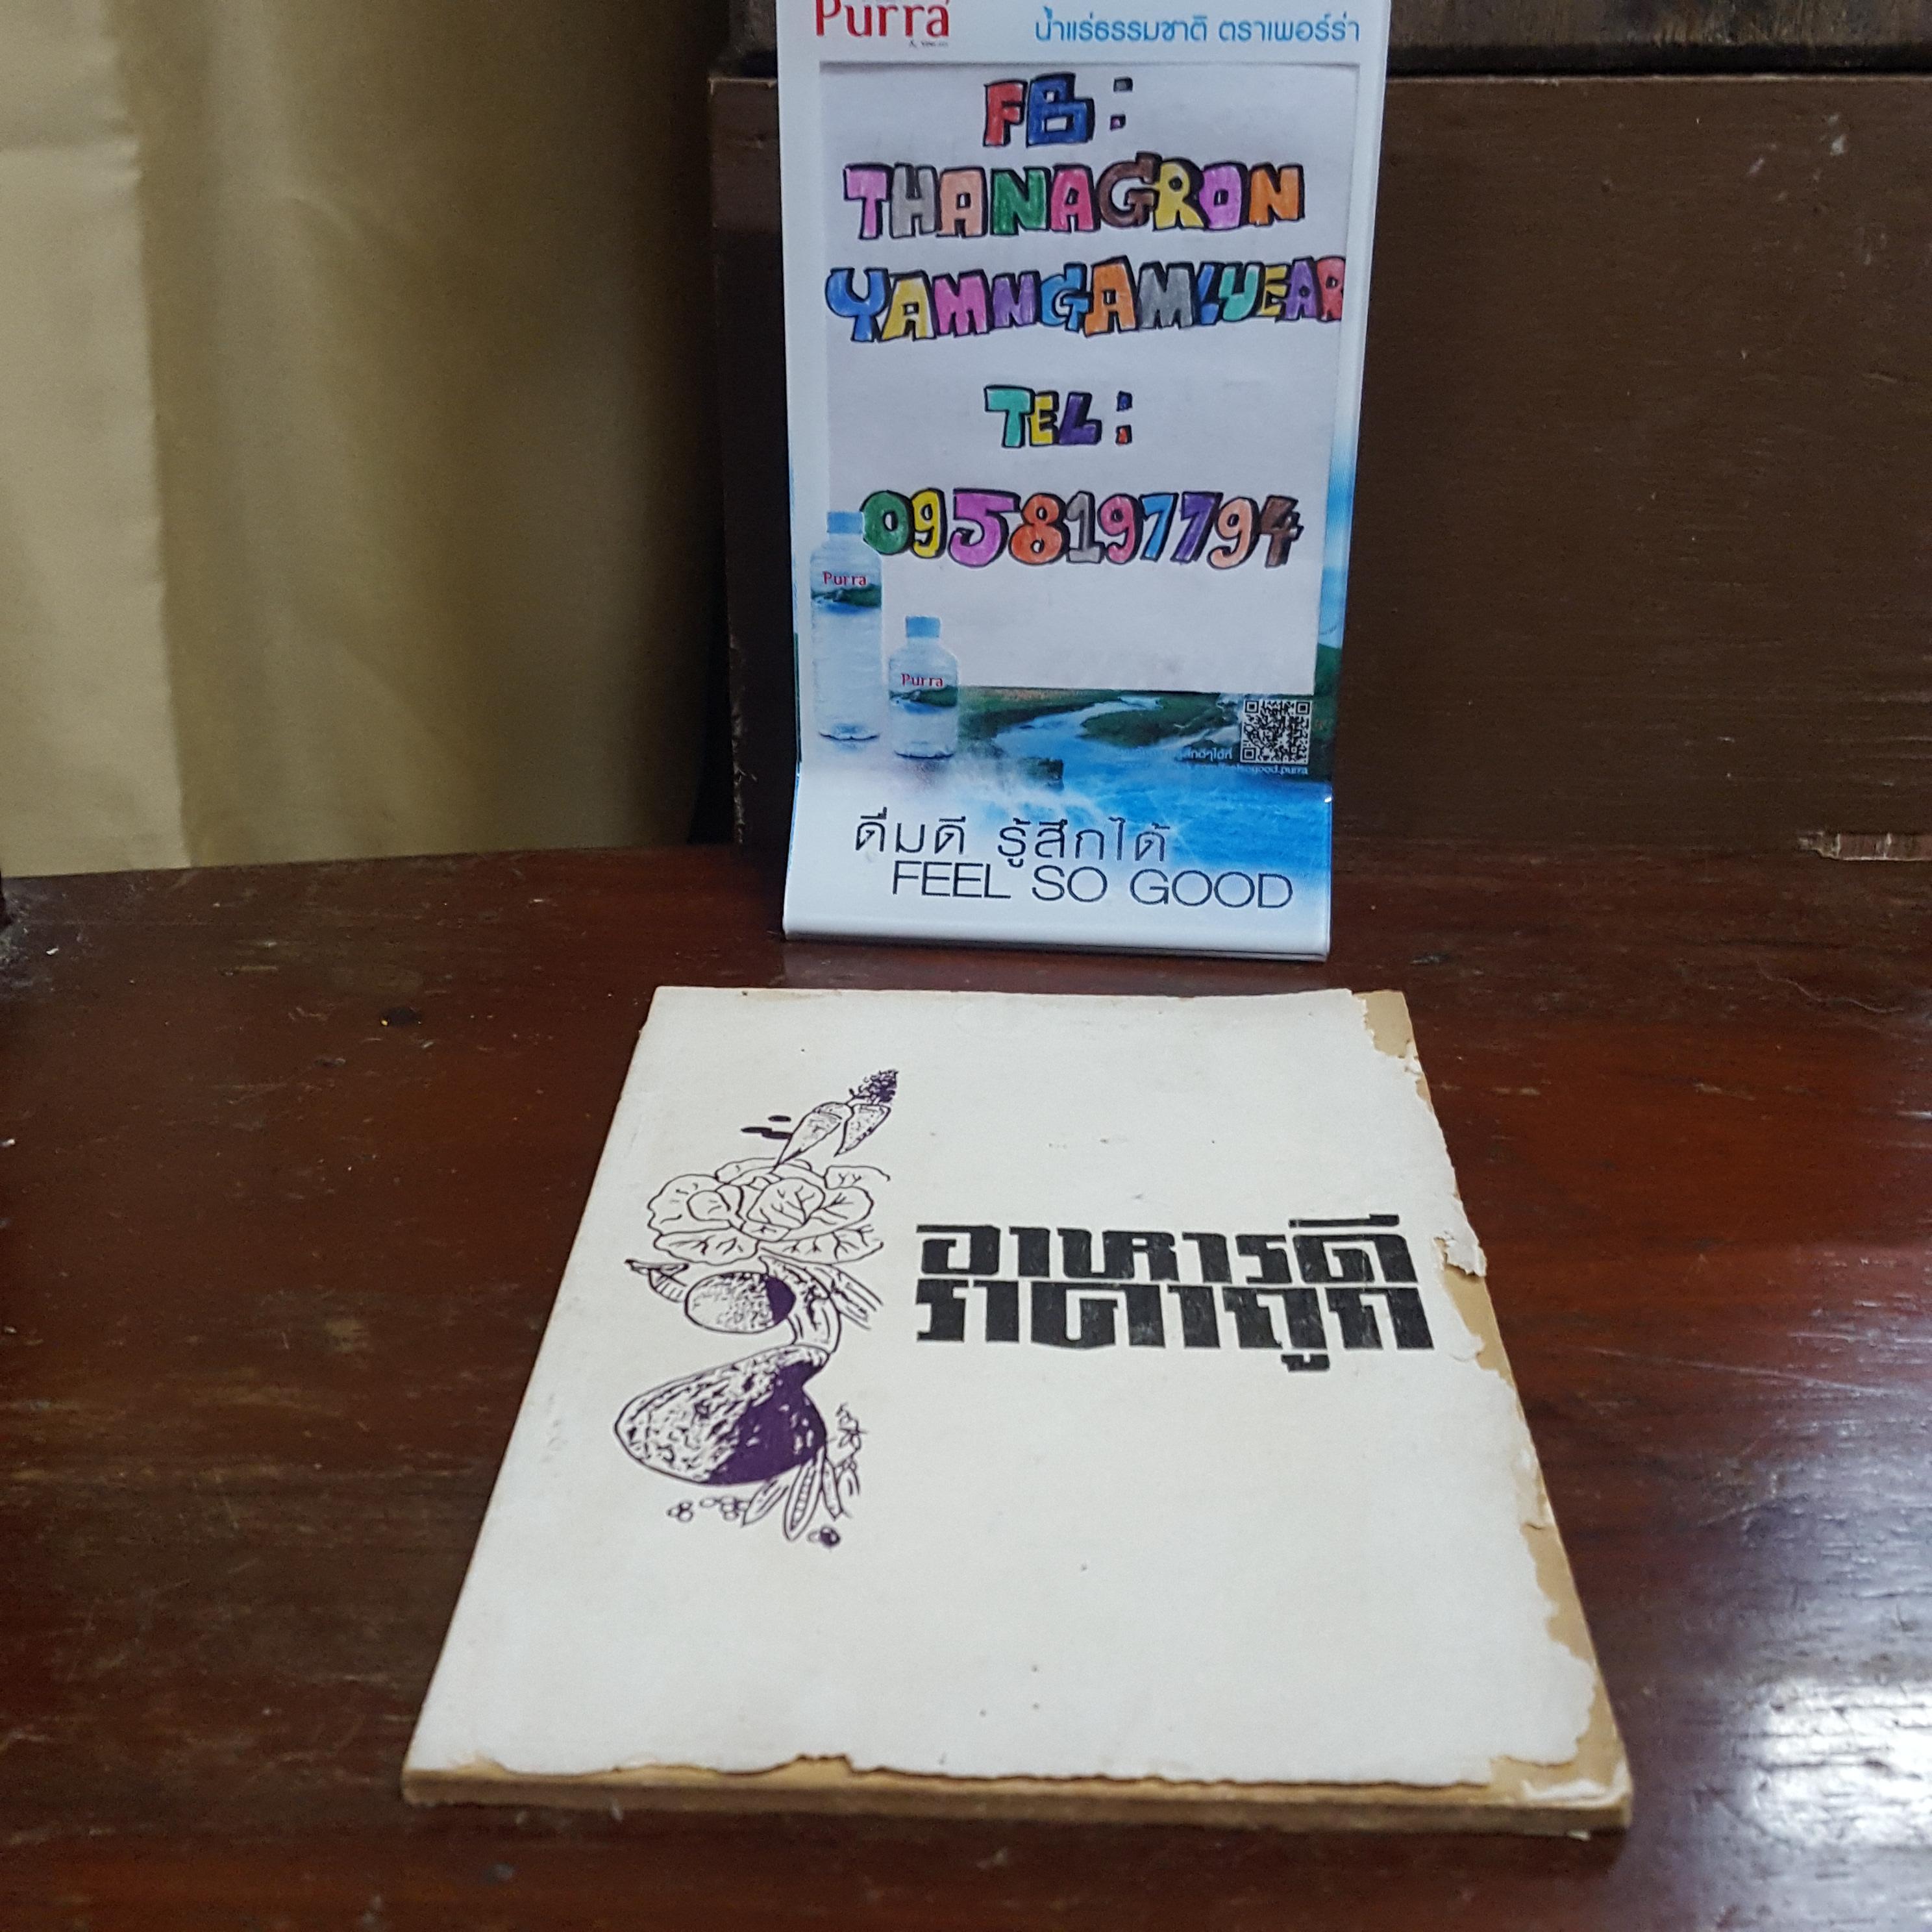 Purra
น้ำแร่ธรรมชาติ ตราเพอร์ร่า
FB:
THANAGRON
YAMNGAMLUEAR
TEL:
0958197794
Purra
Purra
ดื่มดี รู้สึกได้
FEEL SO GOOD
อาหารดี
ราคาถูก